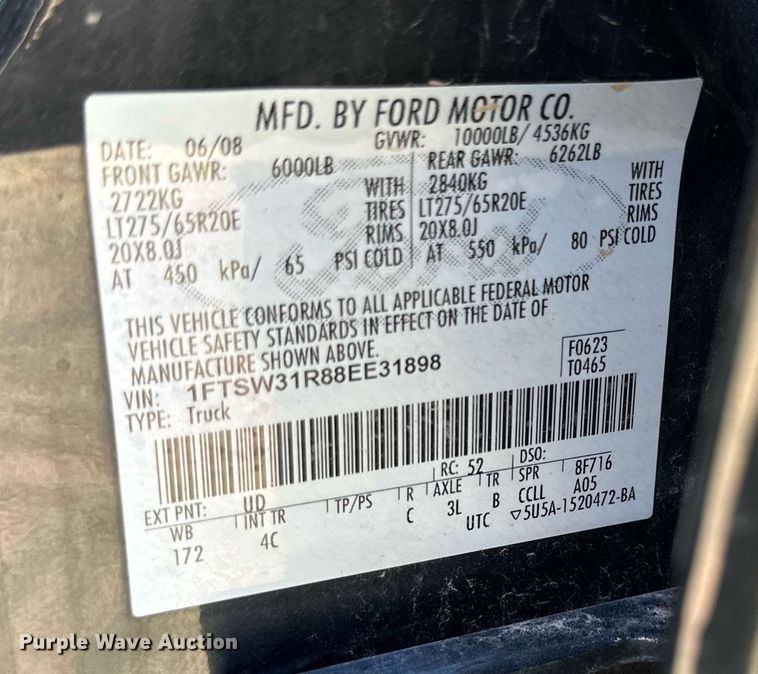 MFD. BY FORD MOTOR CO.
DATE: 06/08 GVWR: 10000LB/ 4536KG
FRONT GAWR: 6000LB REAR GAWR: 6262LB
2722KG WITH 2840KG WITH
LT275/65R20E TIRES LT275/65R20E TIRES
20X8.0J RIMS 20X8.0J RIMS
AT 450 kPa/ 65 PSI COLD AT 550 kPa/ 80 PSI COLD
Ford
THIS VEHICLE CONFORMS TO ALL APPLICABLE FEDERAL MOTOR
VEHICLE SAFETY STANDARDS IN EFFECT ON THE DATE OF
MANUFACTURE SHOWN ABOVE.
VIN: 1FTSW31R88EE31898 F0623
TYPE: Truck T0465
EXT PNT: UD RC: 52 DSO:
WB INT TR TP/PS R AXLE TR SPR 8F716
172 4C C 3L B CCLL A05
UTC ▽5U5A-1520472-BA
Purple Wave Auction